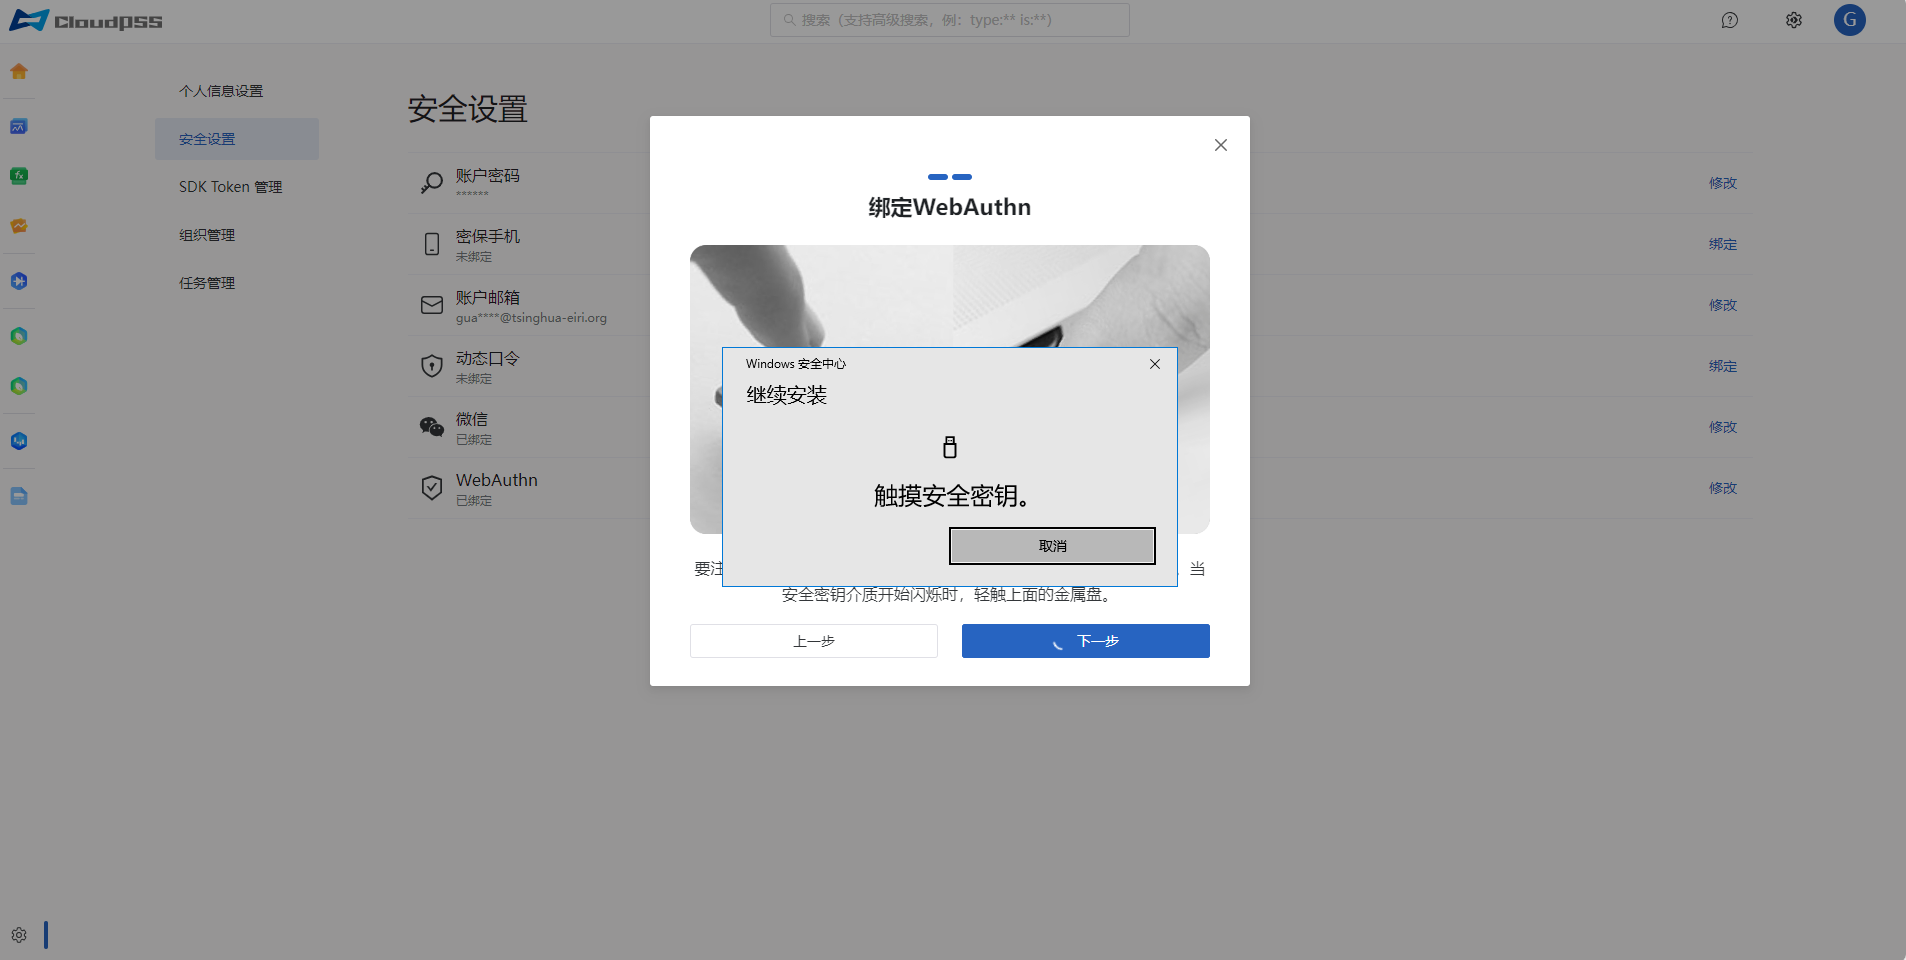 CloudPSS
搜索（支持高级搜索，例：type:** is:**)
G
个人信息设置
安全设置
SDK Token 管理
组织管理
任务管理
安全设置
账户密码
******
修改
密保手机
未绑定
绑定
账户邮箱
gua****@tsinghua-eiri.org
修改
动态口令
未绑定
绑定
微信
已绑定
修改
WebAuthn
已绑定
修改
绑定WebAuthn
Windows 安全中心
继续安装
触摸安全密钥。
取消
要注
当
安全密钥介质开始闪烁时，轻触上面的金属盘。
上一步
下一步